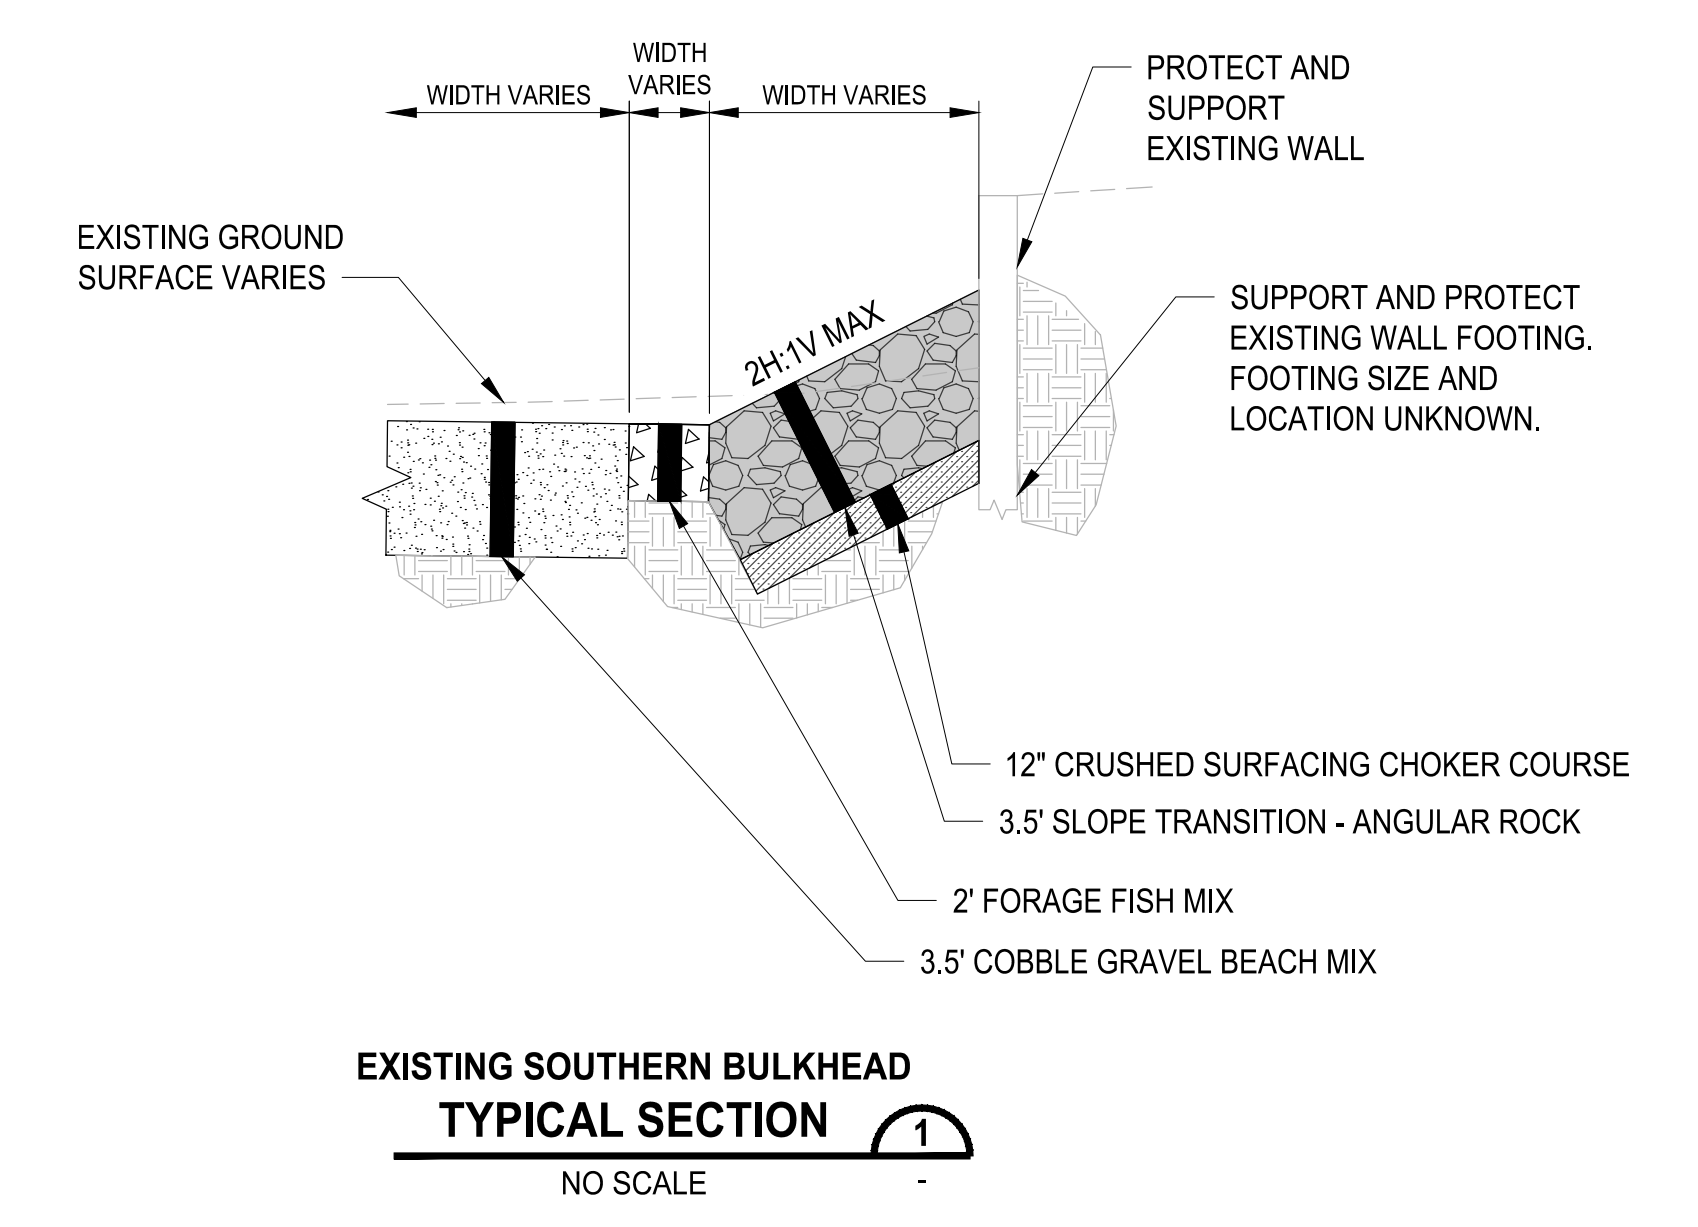 WIDTH
VARIES
WIDTH VARIES
WIDTH VARIES
PROTECT AND
SUPPORT
EXISTING WALL
EXISTING GROUND
SURFACE VARIES
SUPPORT AND PROTECT
EXISTING WALL FOOTING.
FOOTING SIZE AND
LOCATION UNKNOWN.
2H:1V MAX
12" CRUSHED SURFACING CHOKER COURSE
3.5' SLOPE TRANSITION - ANGULAR ROCK
2' FORAGE FISH MIX
3.5' COBBLE GRAVEL BEACH MIX
EXISTING SOUTHERN BULKHEAD
TYPICAL SECTION
1
NO SCALE
-